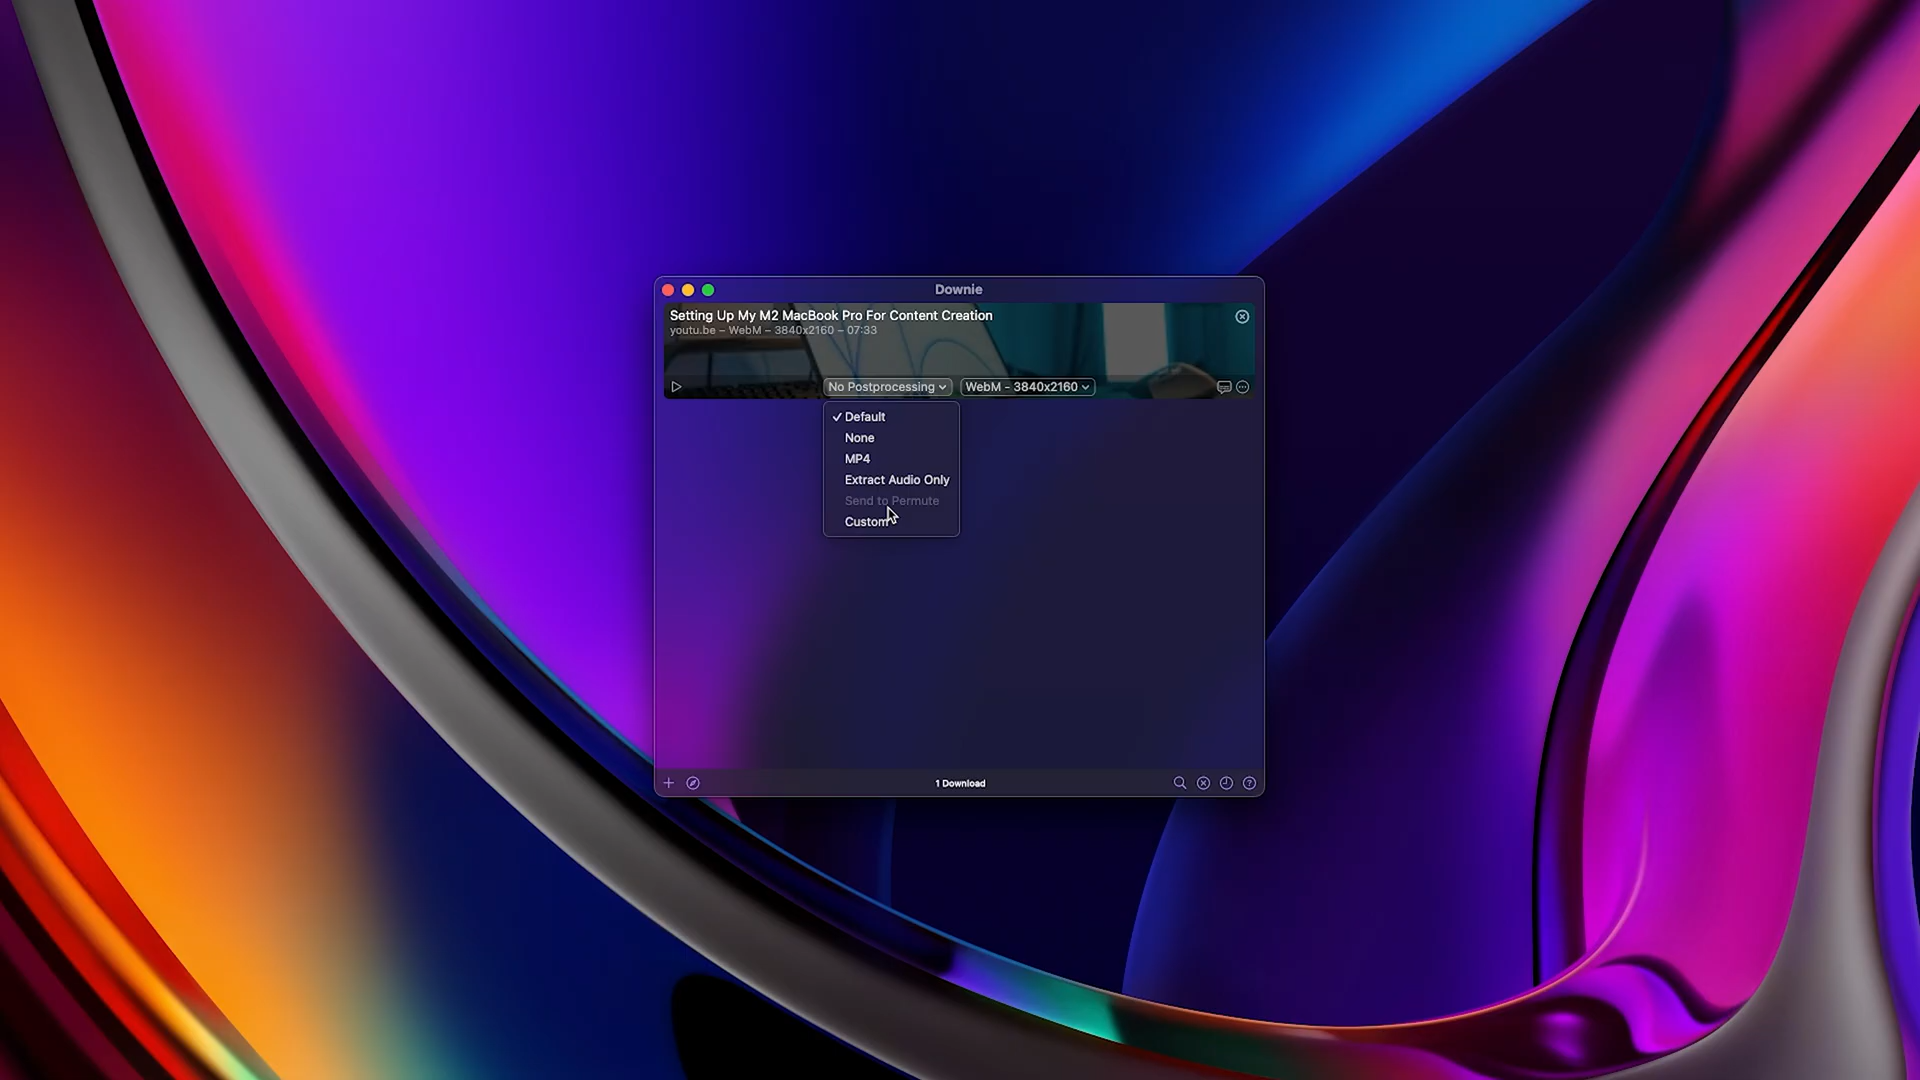 Downie
Setting Up My M2 MacBook Pro For Content Creation
youtu.be – WebM – 3840x2160 – 07:33
No Postprocessing
WebM - 3840x2160
Default
None
MP4
Extract Audio Only
Send to Permute
Custom
1 Download